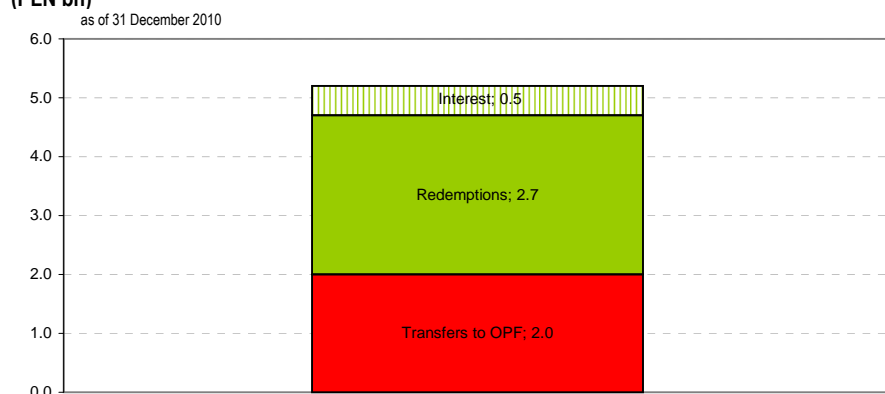 (PLN bn)
as of 31 December 2010
6.0
5.0
Interest; 0.5
4.0
Redemptions; 2.7
3.0
2.0
1.0
Transfers to OPF; 2.0
0.0